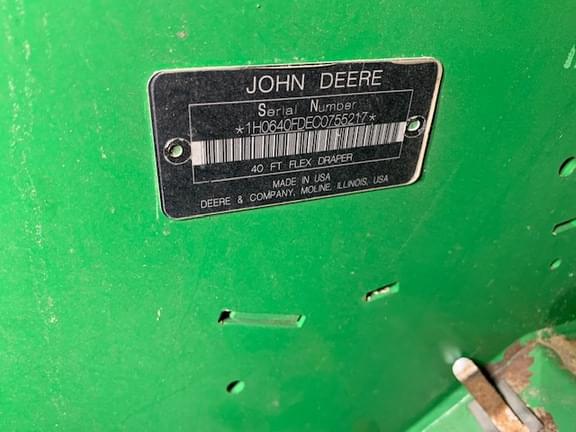 JOHN DEERE
Serial Number
*1H0640FDEC0755217*
40 FT FLEX DRAPER
MADE IN USA
DEERE & COMPANY, MOLINE, ILLINOIS, USA